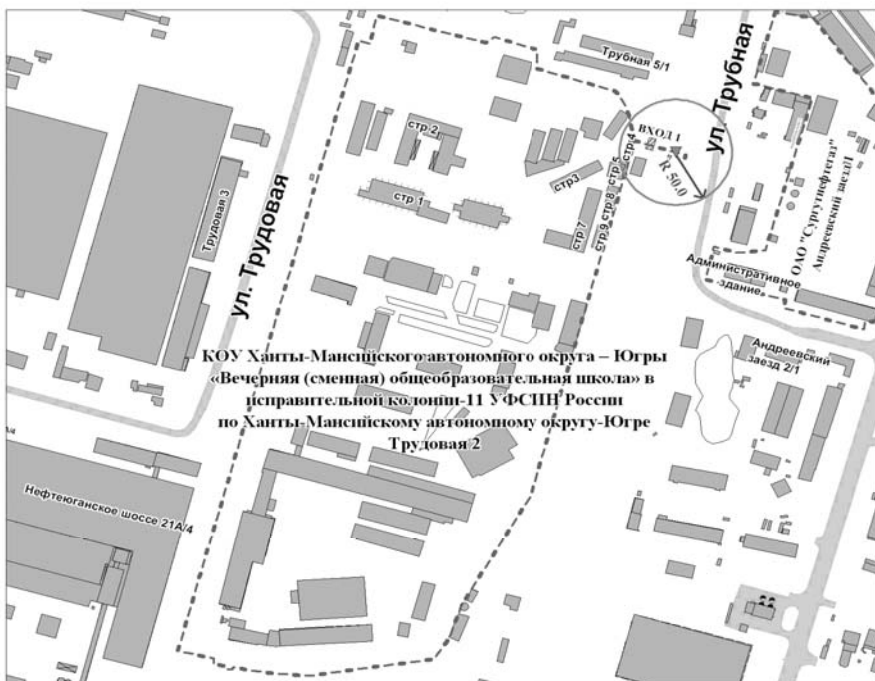 Трубная 5/1
ул. Трубная
стр 2
ВХОД 1
стр 4
стр 5
R 50.0
стр3
стр 8
стр 1
стр 7
стр 9
Трудовая 3
ул. Трудовая
ОАО "Сургутнефтегаз"
Андреевский заезд/1
Административное
здание
Андреевский
заезд 2/1
КОУ Ханты-Мансийского автономного округа – Югры
«Вечерняя (сменная) общеобразовательная школа» в
исправительной колонии-11 УФСИН России
по Ханты-Мансийскому автономному округу-Югре
Трудовая 2
Нефтеюганское шоссе 21А/4